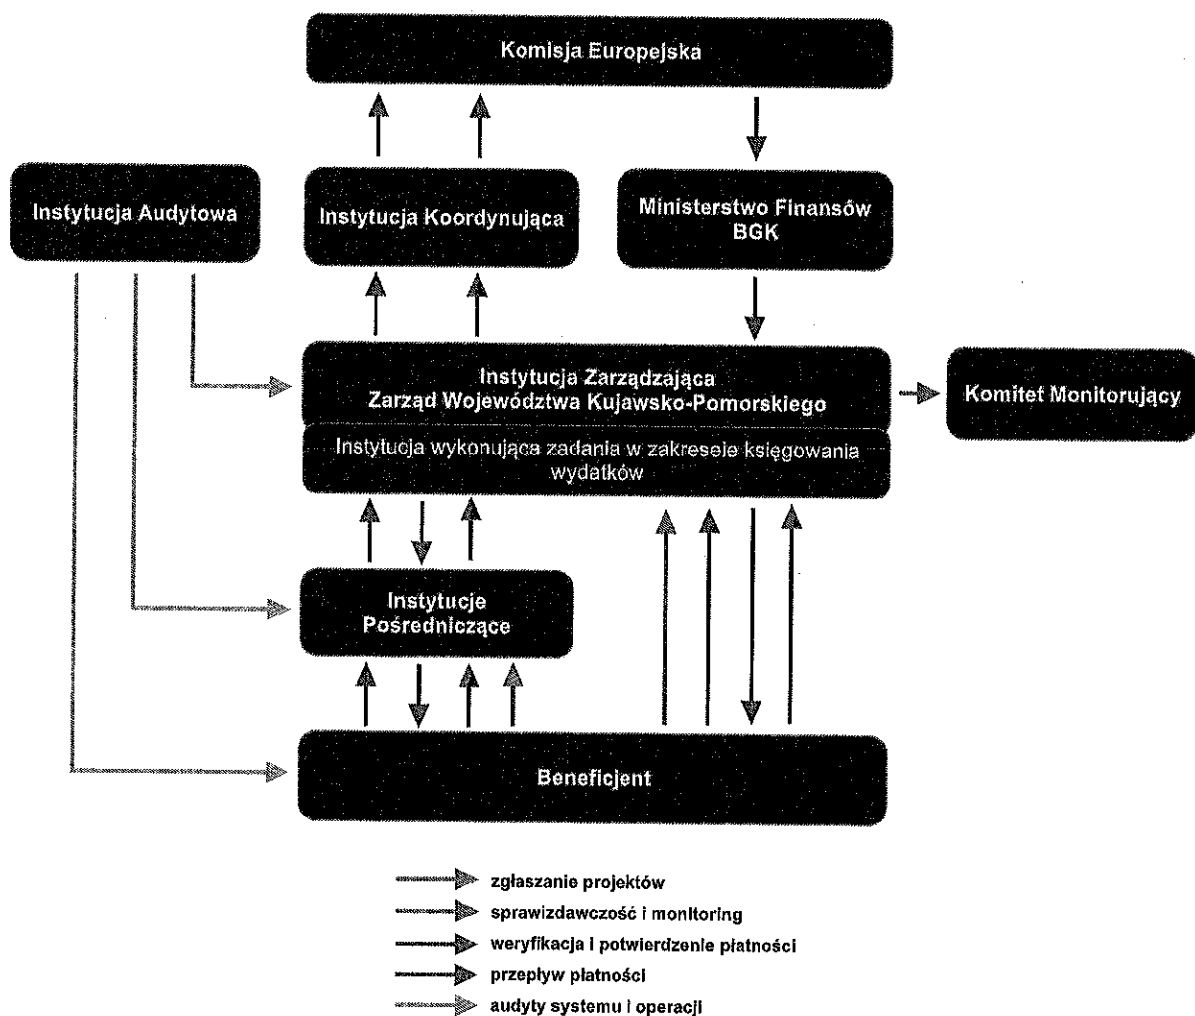 Komisja Europejska
Instytucja Audytowa
Instytucja Koordynująca
Ministerstwo Finansów
BGK
Instytucja Zarządzająca
Zarząd Województwa Kujawsko-Pomorskiego
Komitet Monitorujący
Instytucja wykonująca zadania w zakreseie księgowania
wydatków
Instytucje
Pośredniczące
Beneficjent
zgłaszanie projektów
sprawizdawczość i monitoring
weryfikacja i potwierdzenie płatności
przepływ płatności
audyty systemu i operacji